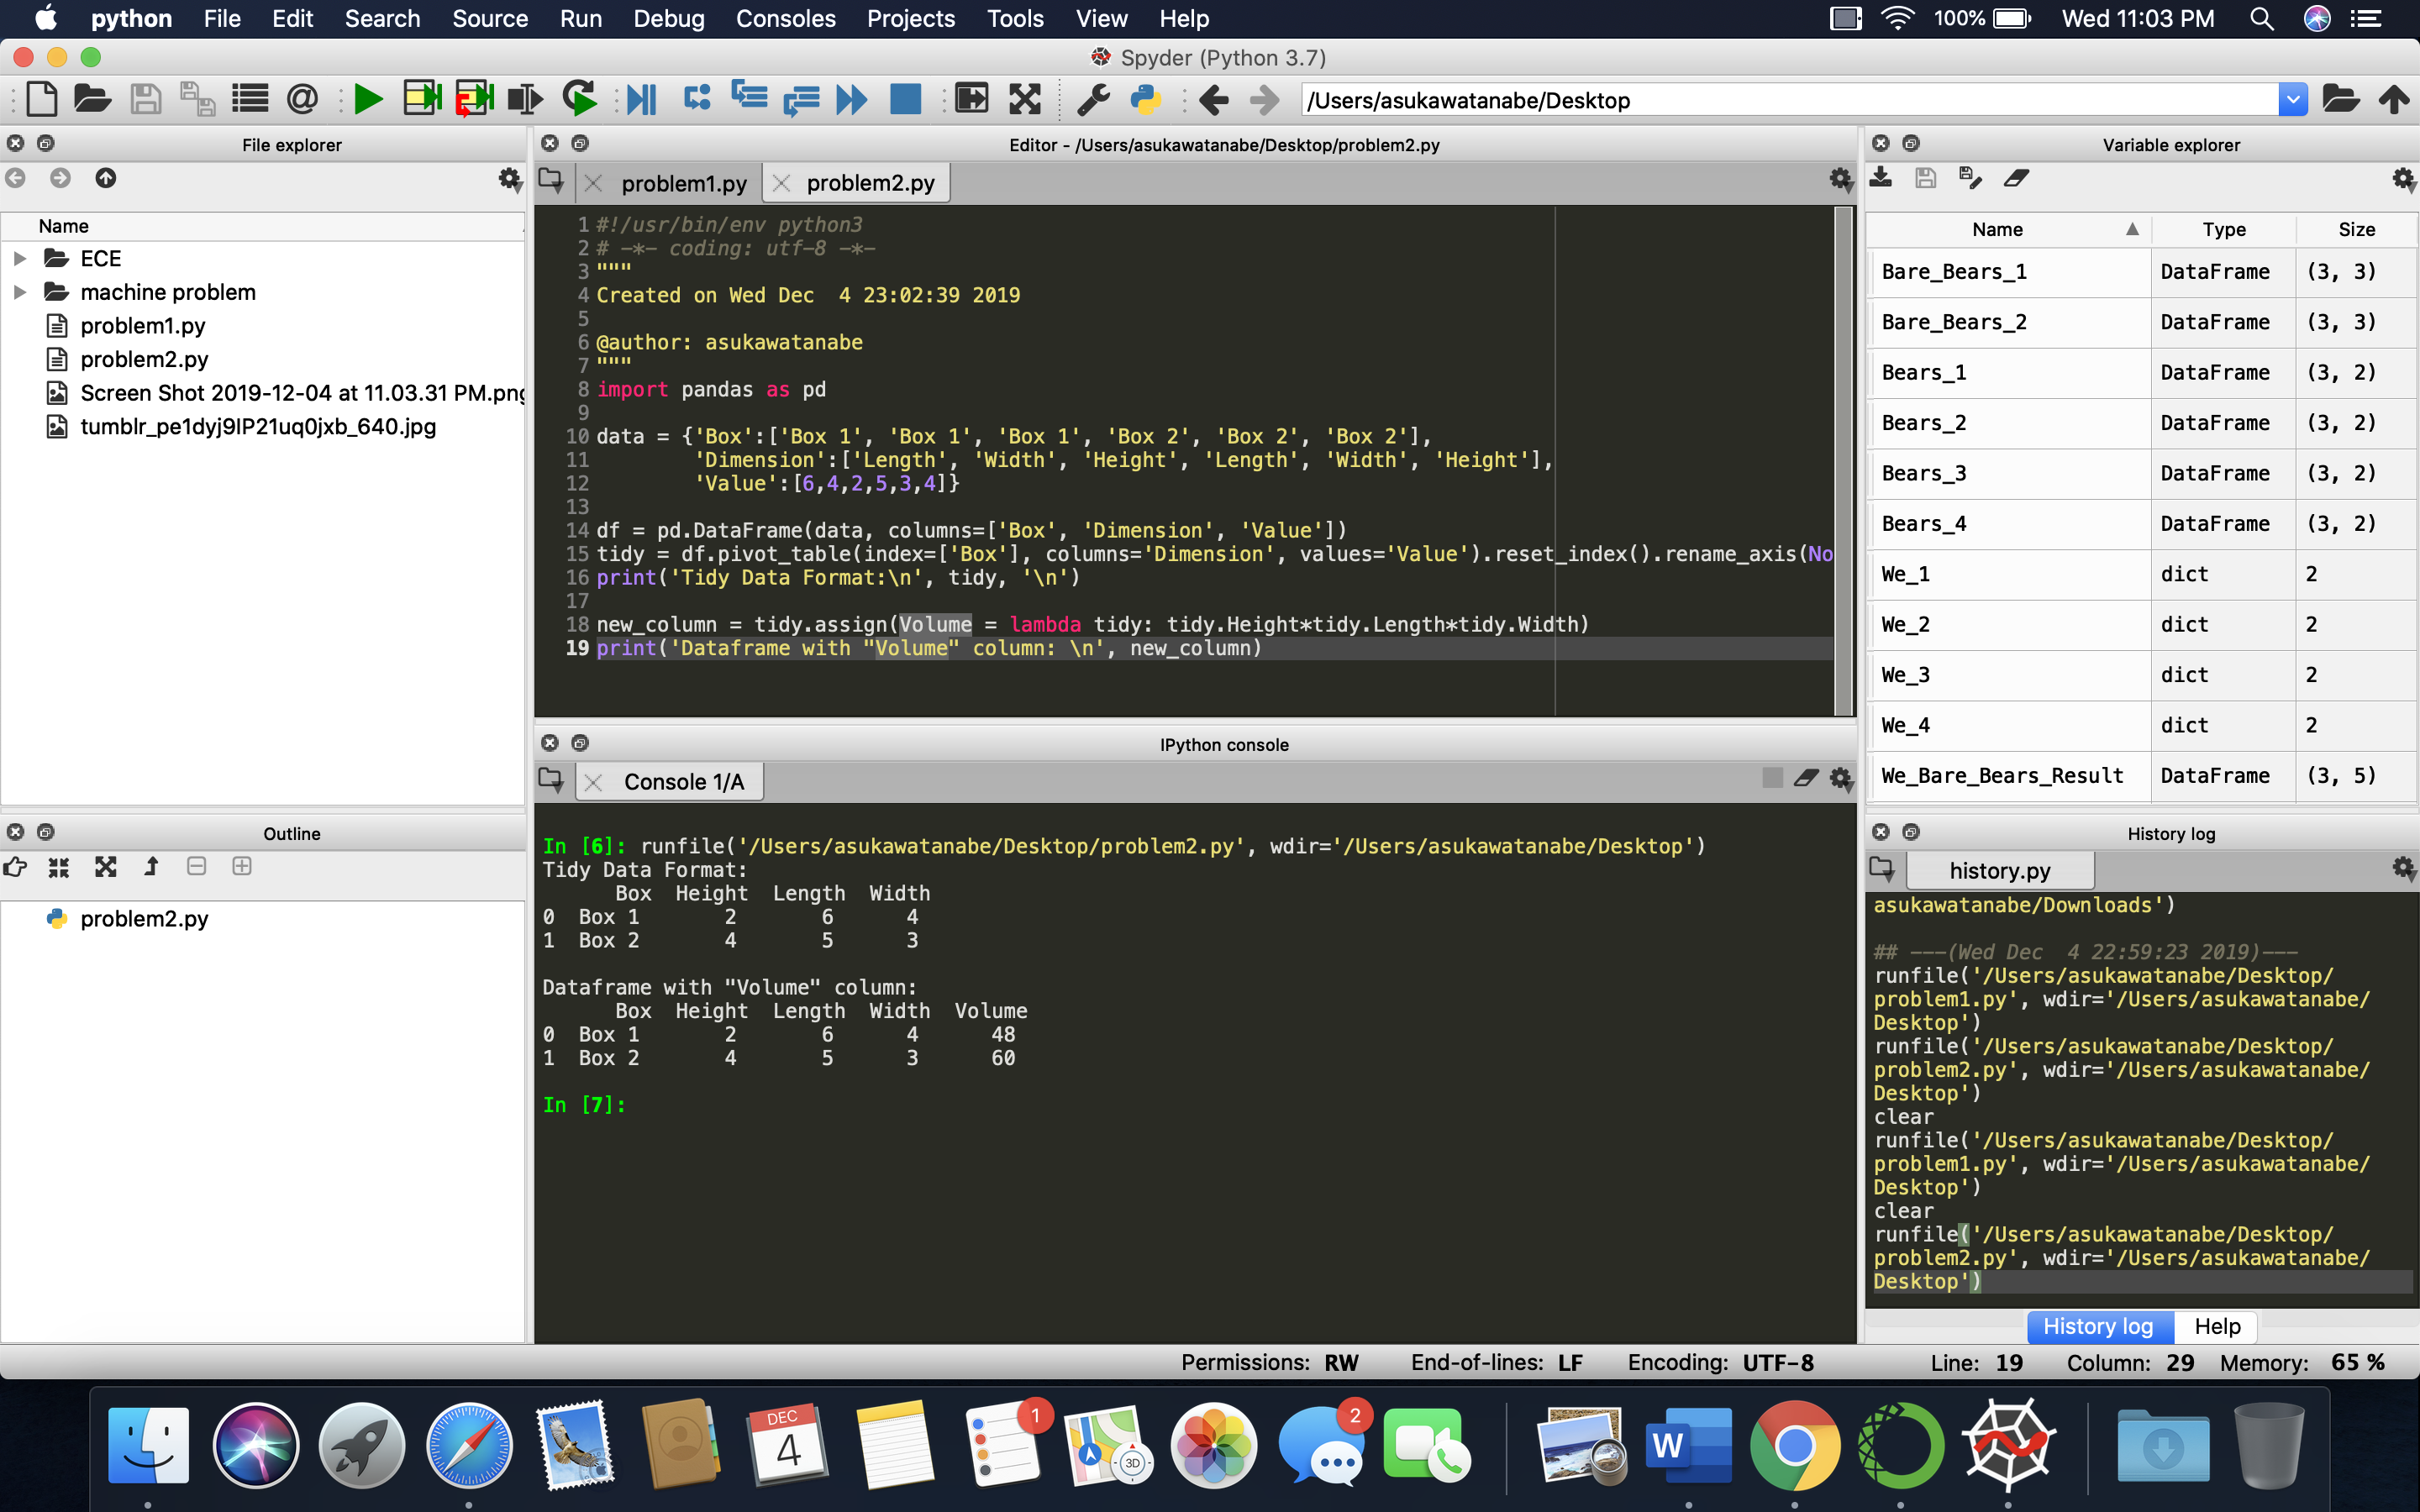 python File Edit Search Source Run Debug Consoles Projects Tools View Help 100% Wed 11:03 PM
Spyder (Python 3.7)
/Users/asukawatanabe/Desktop
File explorer
Name
ECE
machine problem
problem1.py
problem2.py
Screen Shot 2019-12-04 at 11.03.31 PM.png
tumblr_pe1dyj9IP21uq0jxb_640.jpg
Outline
problem2.py
Editor - /Users/asukawatanabe/Desktop/problem2.py
problem1.py problem2.py
1 #!/usr/bin/env python3
2 # -*- coding: utf-8 -*-
3 """
4 Created on Wed Dec  4 23:02:39 2019
5
6 @author: asukawatanabe
7 """
8 import pandas as pd
9
10 data = {'Box':['Box 1', 'Box 1', 'Box 1', 'Box 2', 'Box 2', 'Box 2'],
11         'Dimension':['Length', 'Width', 'Height', 'Length', 'Width', 'Height'],
12         'Value':[6,4,2,5,3,4]}
13
14 df = pd.DataFrame(data, columns=['Box', 'Dimension', 'Value'])
15 tidy = df.pivot_table(index=['Box'], columns='Dimension', values='Value').reset_index().rename_axis(No
16 print('Tidy Data Format:\n', tidy, '\n')
17
18 new_column = tidy.assign(Volume = lambda tidy: tidy.Height*tidy.Length*tidy.Width)
19 print('Dataframe with "Volume" column: \n', new_column)
IPython console
Console 1/A
In [6]: runfile('/Users/asukawatanabe/Desktop/problem2.py', wdir='/Users/asukawatanabe/Desktop')
Tidy Data Format:
      Box  Height  Length  Width
0  Box 1       2       6      4
1  Box 2       4       5      3
Dataframe with "Volume" column:
      Box  Height  Length  Width  Volume
0  Box 1       2       6      4      48
1  Box 2       4       5      3      60
In [7]:
Variable explorer
Name Type Size
Bare_Bears_1 DataFrame (3, 3)
Bare_Bears_2 DataFrame (3, 3)
Bears_1 DataFrame (3, 2)
Bears_2 DataFrame (3, 2)
Bears_3 DataFrame (3, 2)
Bears_4 DataFrame (3, 2)
We_1 dict 2
We_2 dict 2
We_3 dict 2
We_4 dict 2
We_Bare_Bears_Result DataFrame (3, 5)
History log
history.py
asukawatanabe/Downloads')
## ---(Wed Dec  4 22:59:23 2019)---
runfile('/Users/asukawatanabe/Desktop/
problem1.py', wdir='/Users/asukawatanabe/
Desktop')
runfile('/Users/asukawatanabe/Desktop/
problem2.py', wdir='/Users/asukawatanabe/
Desktop')
clear
runfile('/Users/asukawatanabe/Desktop/
problem1.py', wdir='/Users/asukawatanabe/
Desktop')
clear
runfile('/Users/asukawatanabe/Desktop/
problem2.py', wdir='/Users/asukawatanabe/
Desktop')
History log Help
Permissions: RW End-of-lines: LF Encoding: UTF-8 Line: 19 Column: 29 Memory: 65 %
DEC
4
1
3D
2
W